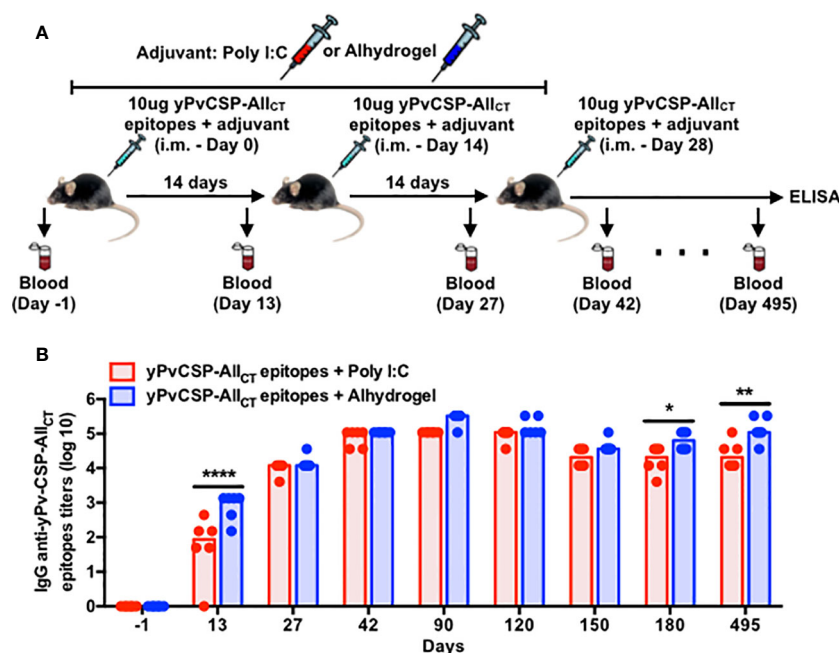 A
Adjuvant: Poly I:C or Alhydrogel
10ug yPvCSP-AllCT epitopes + adjuvant (i.m. - Day 0)
10ug yPvCSP-AllCT epitopes + adjuvant (i.m. - Day 14)
10ug yPvCSP-AllCT epitopes + adjuvant (i.m. - Day 28)
14 days
14 days
ELISA
Blood
(Day -1)
Blood
(Day 13)
Blood
(Day 27)
Blood
(Day 42)
. . .
Blood
(Day 495)
B
yPvCSP-AllCT epitopes + Poly I:C
yPvCSP-AllCT epitopes + Alhydrogel
IgG anti-yPv-CSP-AllCT
epitopes titers (log 10)
6
5
4
3
2
1
0
****
*
**
-1 13 27 42 90 120 150 180 495
Days